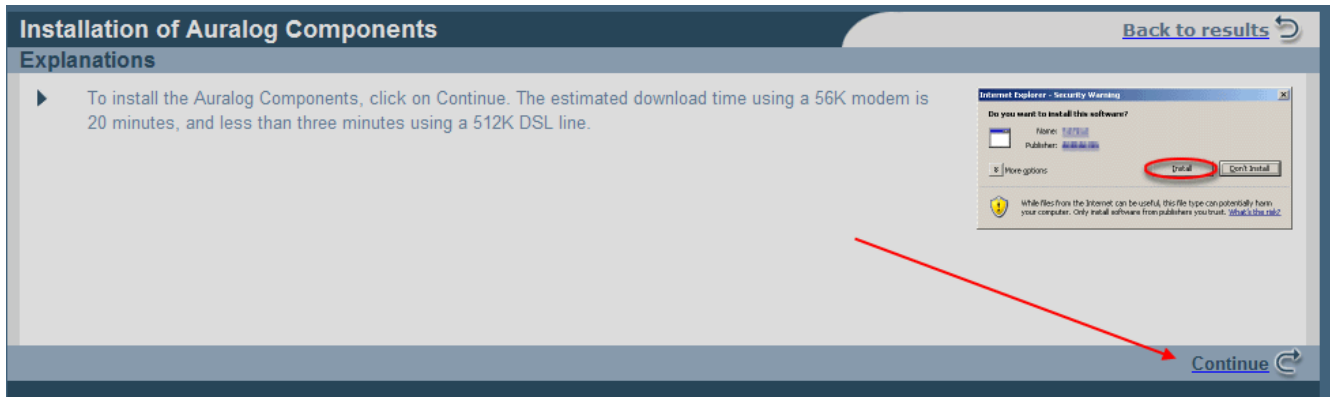 Installation of Auralog Components
Back to results
Explanations
To install the Auralog Components, click on Continue. The estimated download time using a 56K modem is
20 minutes, and less than three minutes using a 512K DSL line.
Internet Explorer - Security Warning
Do you want to install this software?
Name:
Publisher:
More options
Install
Don't Install
While files from the Internet can be useful, this file type can potentially harm
your computer. Only install software from publishers you trust. What's the risk?
Continue